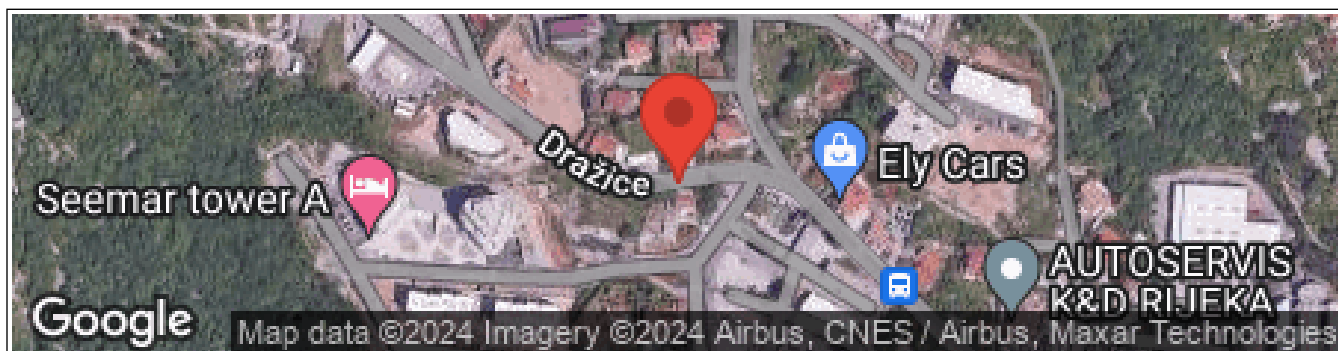 Dražice
Ely Cars
Seemar tower A
AUTOSERVIS
K&D RIJEKA
Google
Map data ©2024 Imagery ©2024 Airbus, CNES / Airbus, Maxar Technologies